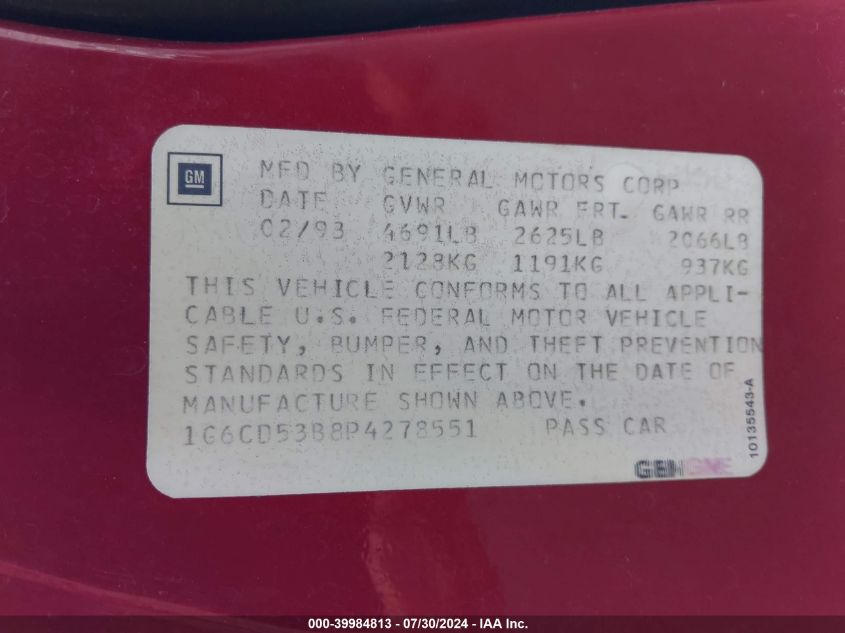 GM
MFD BY GENERAL MOTORS CORP
DATE GVWR GAWR FRT. GAWR RR
02/93 4691LB 2625LB 2066LB
2128KG 1191KG 937KG
THIS VEHICLE CONFORMS TO ALL APPLI-
CABLE U.S. FEDERAL MOTOR VEHICLE
SAFETY, BUMPER, AND THEFT PREVENTION
STANDARDS IN EFFECT ON THE DATE OF
MANUFACTURE SHOWN ABOVE.
1G6CD53B8P4278551 PASS CAR
10135543-A
000-39984813 / 07/30/2024 - IAA Inc.